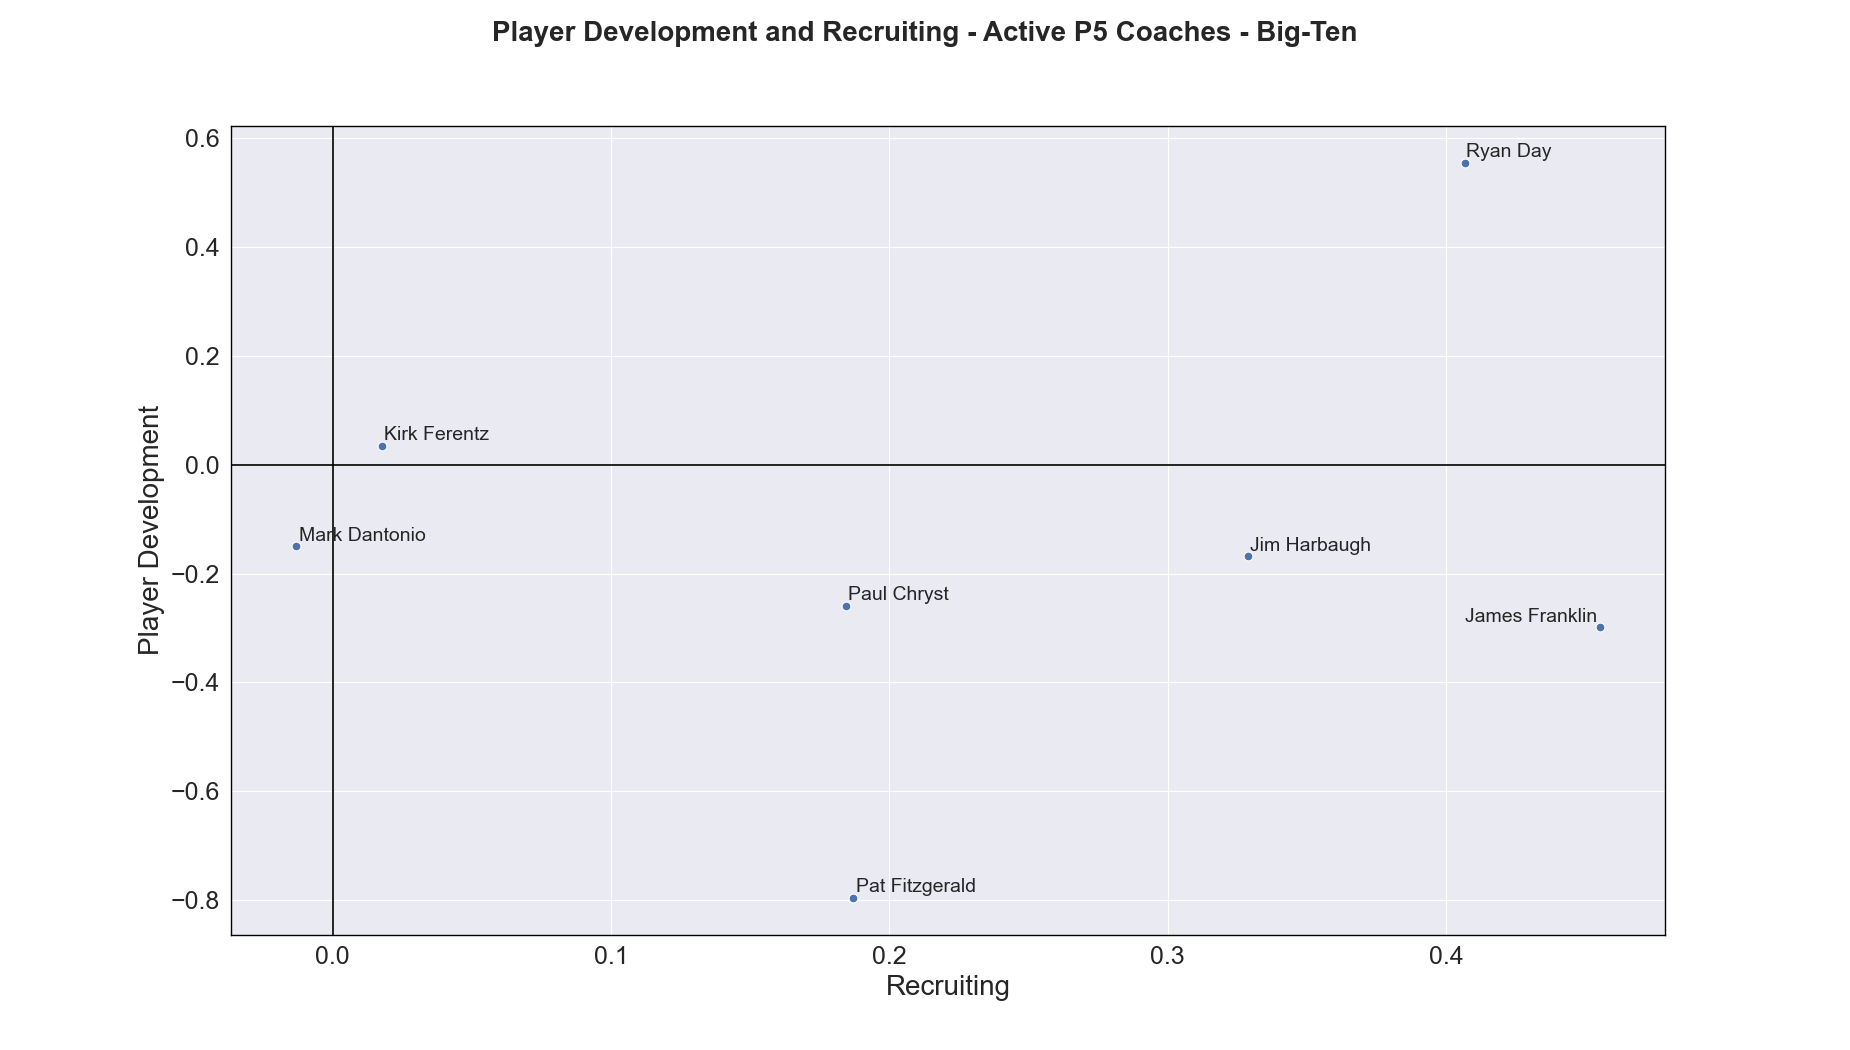 Player Development and Recruiting - Active P5 Coaches - Big-Ten
0.6
Ryan Day
0.4
0.2
Kirk Ferentz
0.0
Mark Dantonio
Jim Harbaugh
−0.2
Paul Chryst
James Franklin
−0.4
−0.6
Pat Fitzgerald
−0.8
Player Development
0.0 0.1 0.2 0.3 0.4
Recruiting